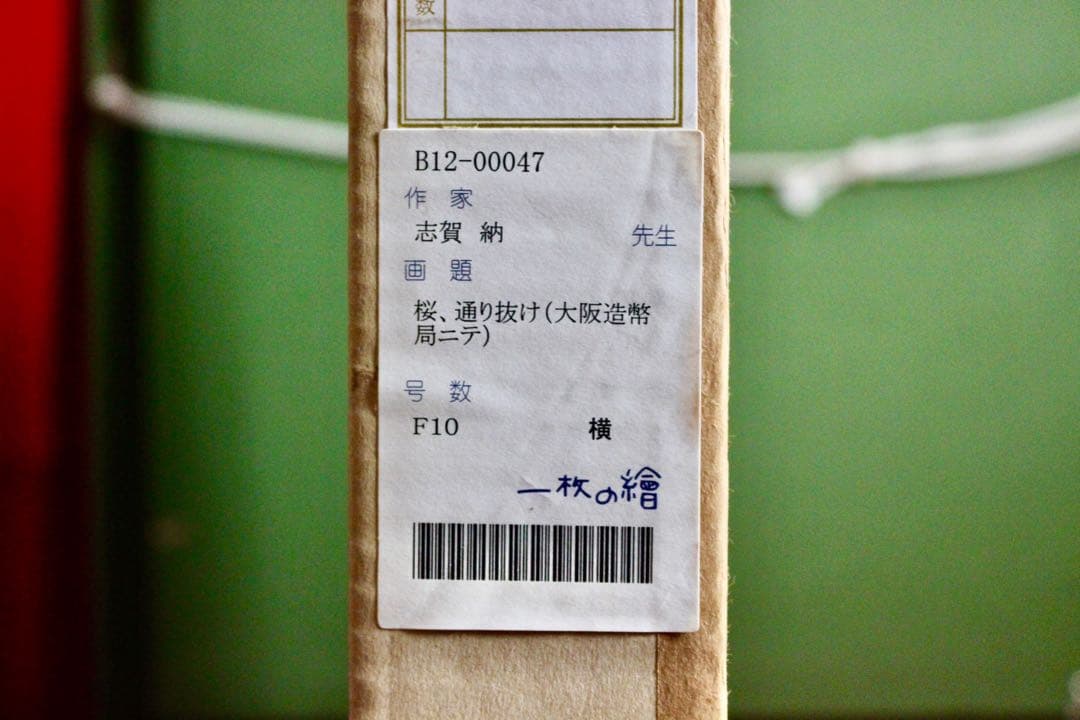 数
B12-00047
作 家
志賀 納 先生
画 題
桜、通り抜け(大阪造幣
局ニテ)
号 数
F10 横
一枚の繪